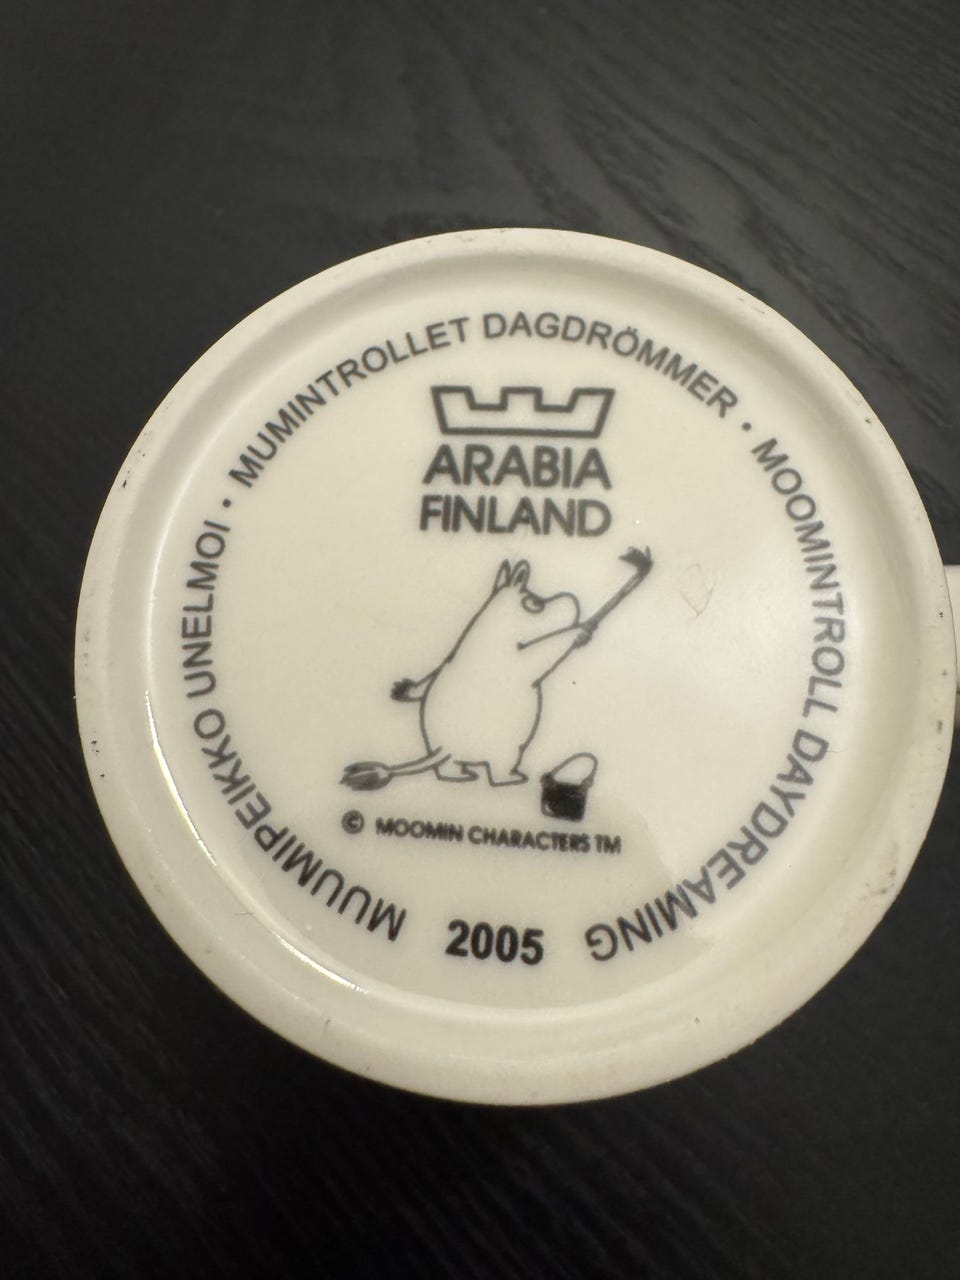 MUUMIPEIKKO UNELMOI · MUMINTROLLET DAGDRÖMMER · MOOMINTROLL DAYDREAMING
ARABIA
FINLAND
© MOOMIN CHARACTERS TM
2005